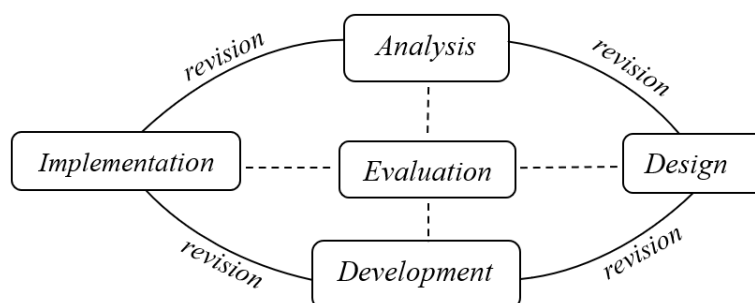 revision
Analysis
revision
Implementation
Evaluation
Design
revision
Development
revision